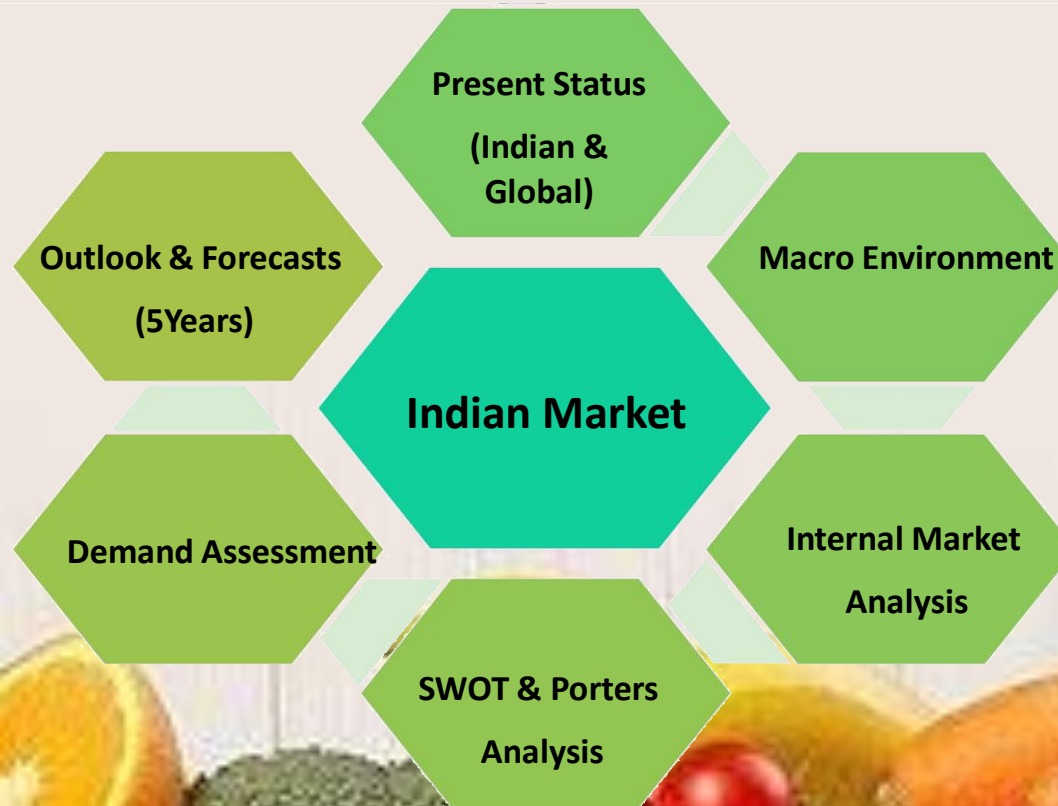 Present Status
(Indian &
Global)
Macro Environment
Internal Market
Analysis
SWOT & Porters
Analysis
Demand Assessment
Outlook & Forecasts
(5Years)
Indian Market